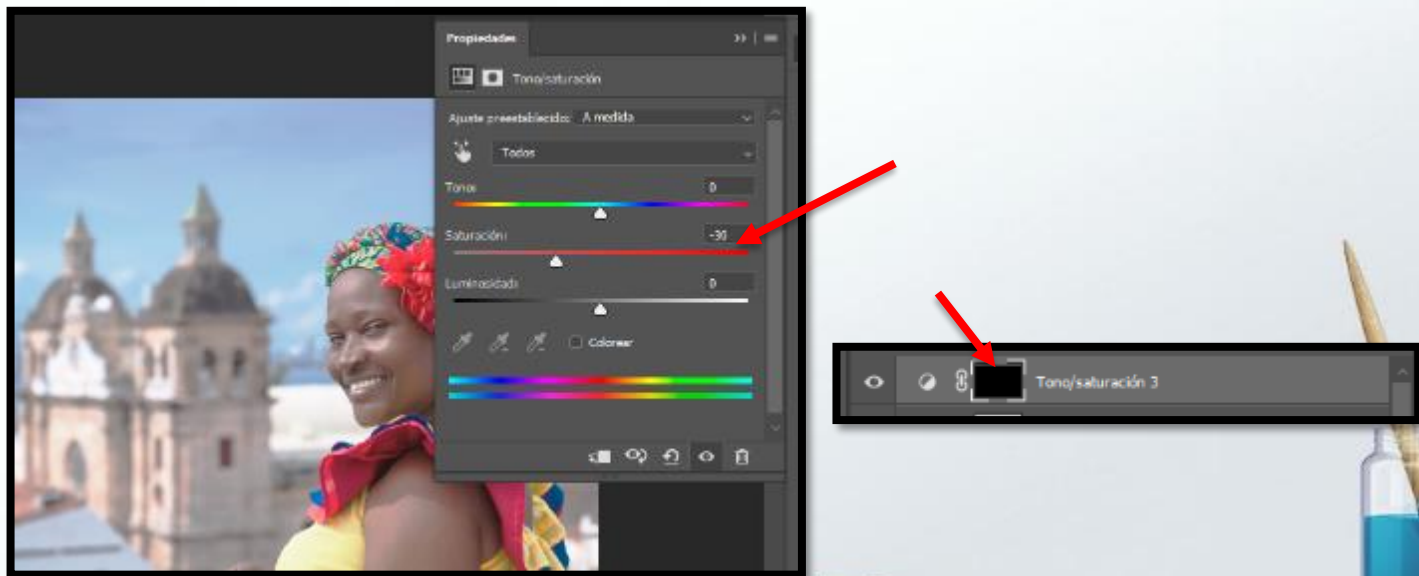 Propiedades
Tono/saturación
Ajuste preestablecido: A medida
Todos
Tono: 0
Saturación: -30
Luminosidad: 0
Colorear
Tono/saturación 3